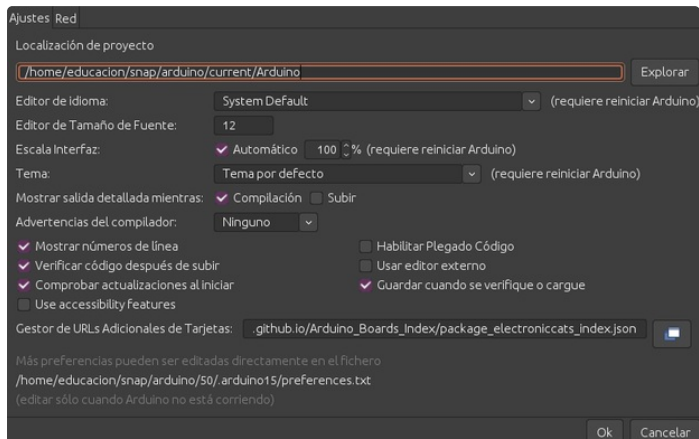 Ajustes Red
Localización de proyecto
/home/educacion/snap/arduino/current/Arduino Explorar
Editor de idioma: System Default (requiere reiniciar Arduino)
Editor de Tamaño de Fuente: 12
Escala Interfaz: Automático 100 % (requiere reiniciar Arduino)
Tema: Tema por defecto (requiere reiniciar Arduino)
Mostrar salida detallada mientras: Compilación Subir
Advertencias del compilador: Ninguno
Mostrar números de línea Habilitar Plegado Código
Verificar código después de subir Usar editor externo
Comprobar actualizaciones al iniciar Guardar cuando se verifique o cargue
Use accessibility features
Gestor de URLs Adicionales de Tarjetas: .github.io/Arduino_Boards_Index/package_electroniccats_index.json
Más preferencias pueden ser editadas directamente en el fichero
/home/educacion/snap/arduino/50/.arduino15/preferences.txt
(editar sólo cuando Arduino no está corriendo)
Ok Cancelar